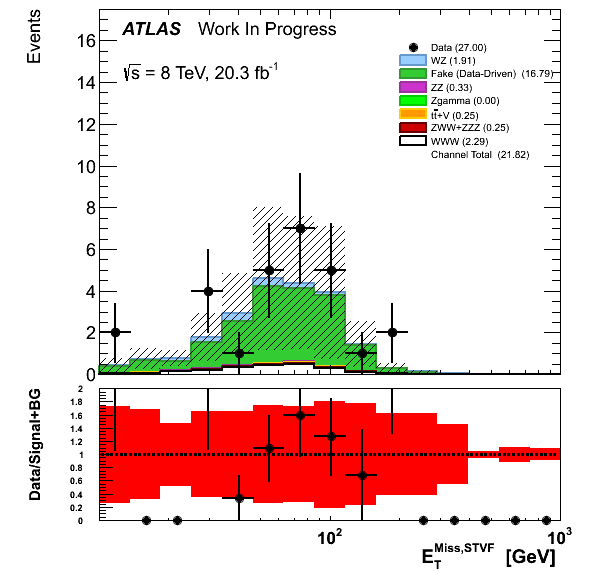 Events
ATLAS Work In Progress
√s = 8 TeV, 20.3 fb⁻¹
Data (27.00)
WZ (1.91)
Fake (Data-Driven) (16.79)
ZZ (0.33)
Zgamma (0.00)
tt̄+V (0.25)
ZWW+ZZZ (0.25)
WWW (2.29)
Channel Total (21.82)
16
14
12
10
8
6
4
2
0
Data/Signal+BG
2
1.8
1.6
1.4
1.2
1
0.8
0.6
0.4
0.2
0
10² 10³
E_T^Miss,STVF [GeV]